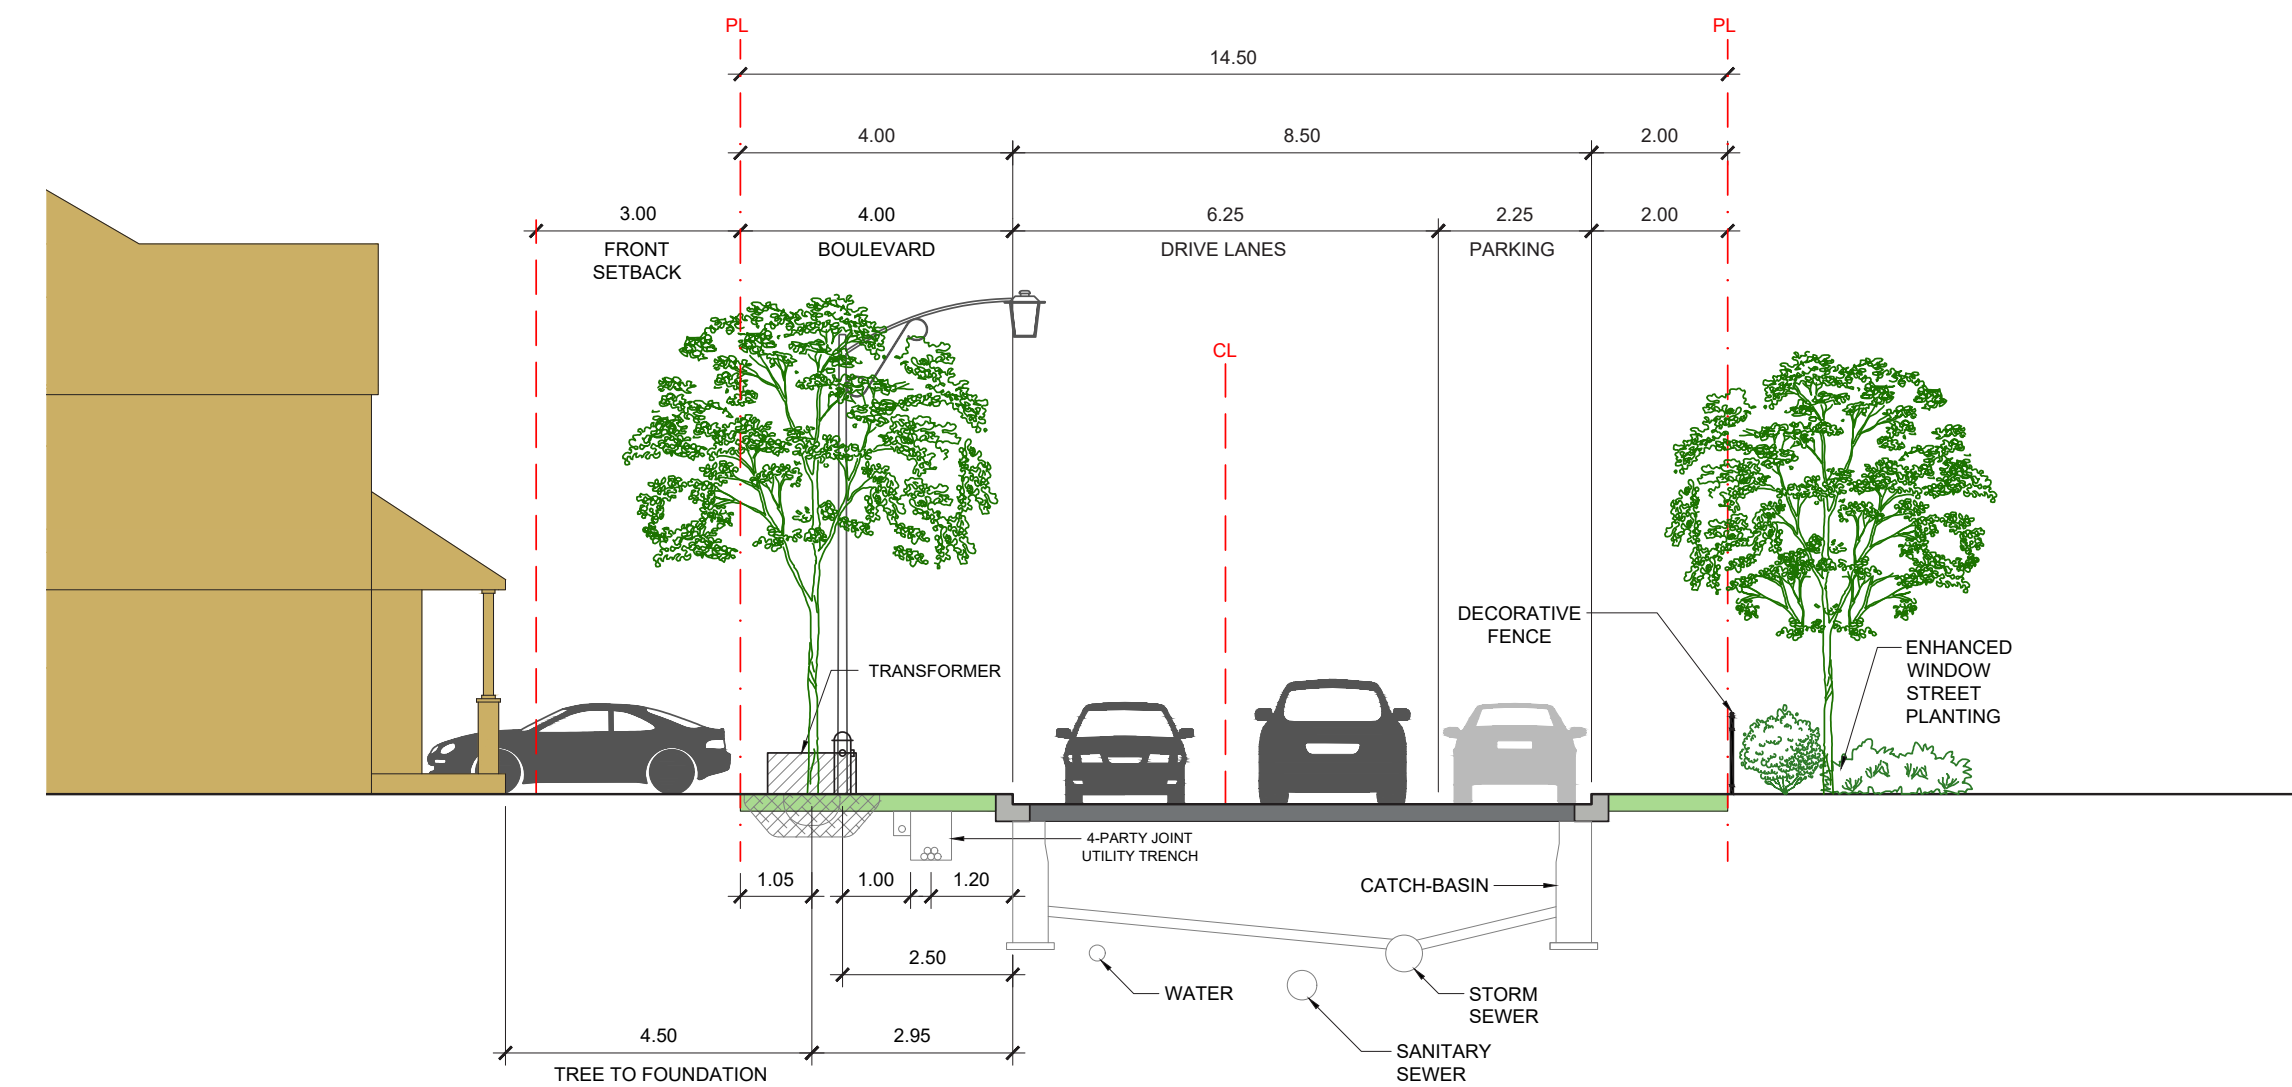 PL
PL
14.50
4.00
8.50
2.00
3.00
4.00
6.25
2.25
2.00
FRONT
SETBACK
BOULEVARD
DRIVE LANES
PARKING
CL
DECORATIVE
FENCE
ENHANCED
WINDOW
STREET
PLANTING
TRANSFORMER
4-PARTY JOINT
UTILITY TRENCH
1.05
1.00
1.20
CATCH-BASIN
2.50
WATER
STORM
SEWER
4.50
2.95
SANITARY
SEWER
TREE TO FOUNDATION